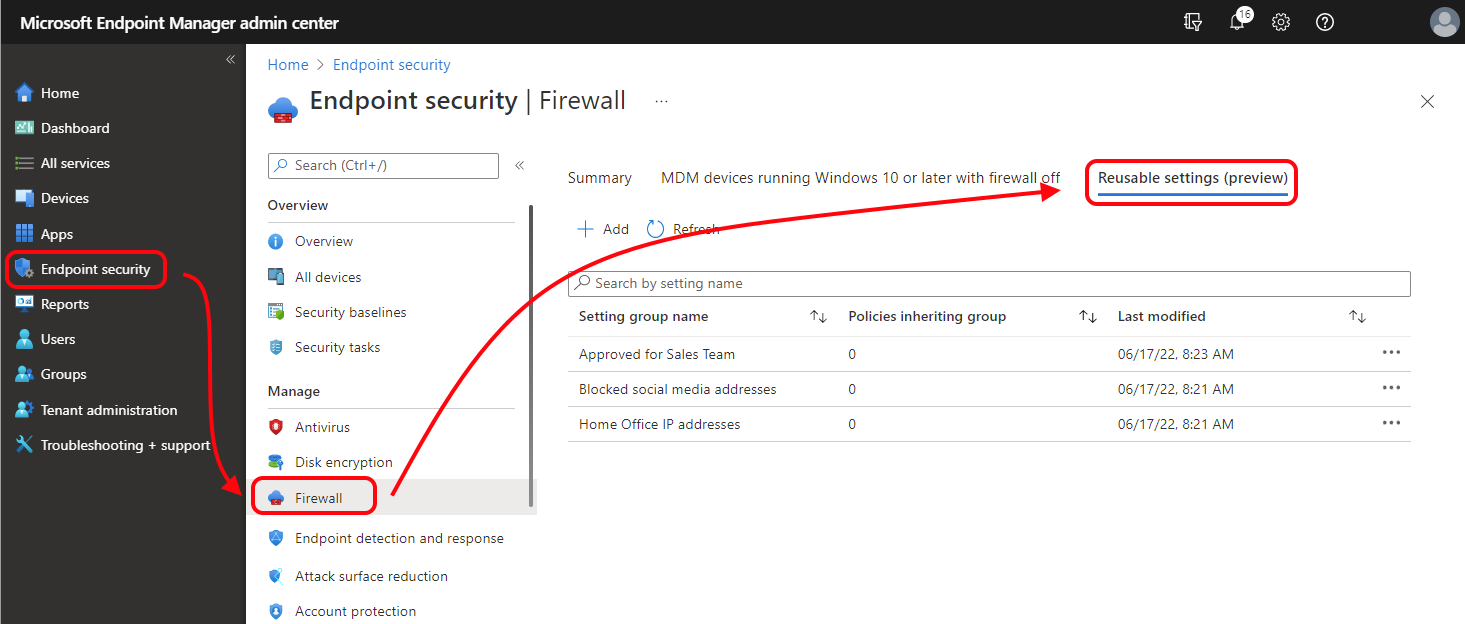 Microsoft Endpoint Manager admin center
16
Home
Dashboard
All services
Devices
Apps
Endpoint security
Reports
Users
Groups
Tenant administration
Troubleshooting + support
Home > Endpoint security
Endpoint security | Firewall ...
Search (Ctrl+/)
Overview
Overview
All devices
Security baselines
Security tasks
Manage
Antivirus
Disk encryption
Firewall
Endpoint detection and response
Attack surface reduction
Account protection
Summary MDM devices running Windows 10 or later with firewall off Reusable settings (preview)
Add Refresh
Search by setting name
Setting group name Policies inheriting group Last modified
Approved for Sales Team 0 06/17/22, 8:23 AM
Blocked social media addresses 0 06/17/22, 8:21 AM
Home Office IP addresses 0 06/17/22, 8:21 AM